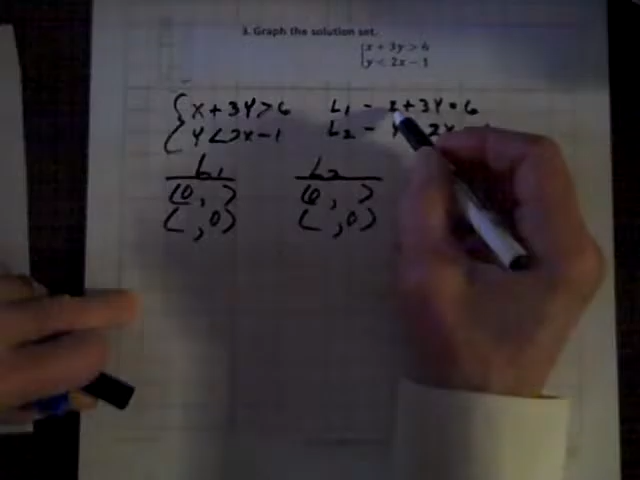 3. Graph the solution set.
{x + 3y > 6
y < 2x − 1
{ x + 3y > 6 L1 - x + 3y = 6
y < 2x − 1 L2 - y 2x
L1 L2
(0, ) (0, )
( , 0) ( , 0)